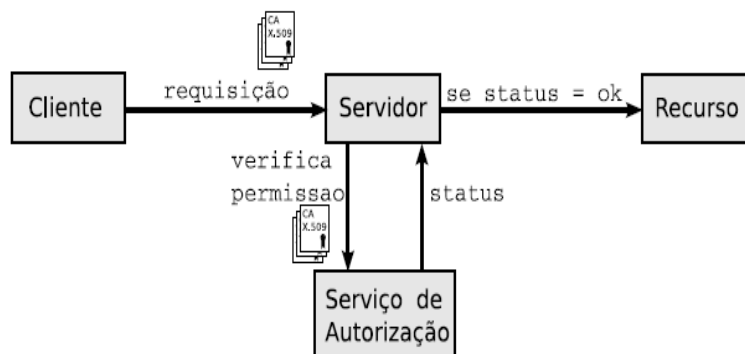 CA
X.509
requisição
Cliente
Servidor
se status = ok
Recurso
verifica
permissao
status
CA
X.509
Serviço de
Autorização